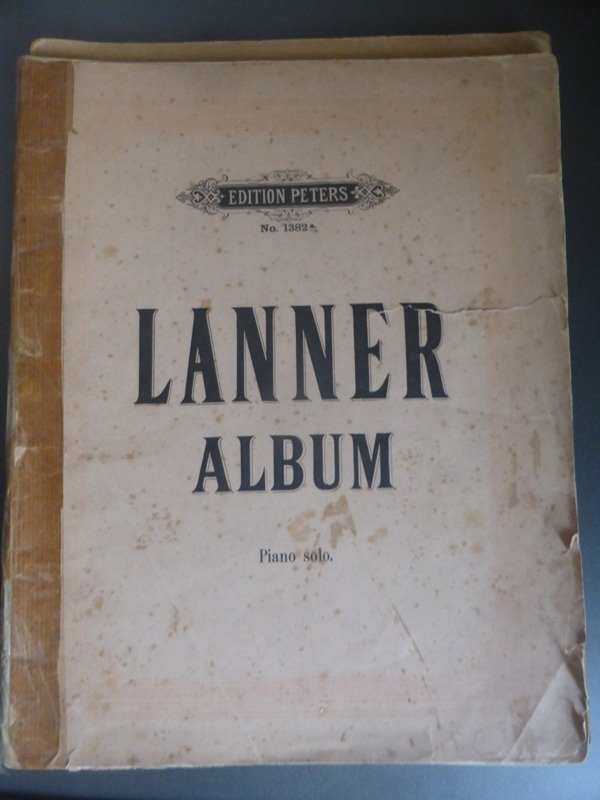 EDITION PETERS
No. 1382a.
LANNER
ALBUM
Piano solo.